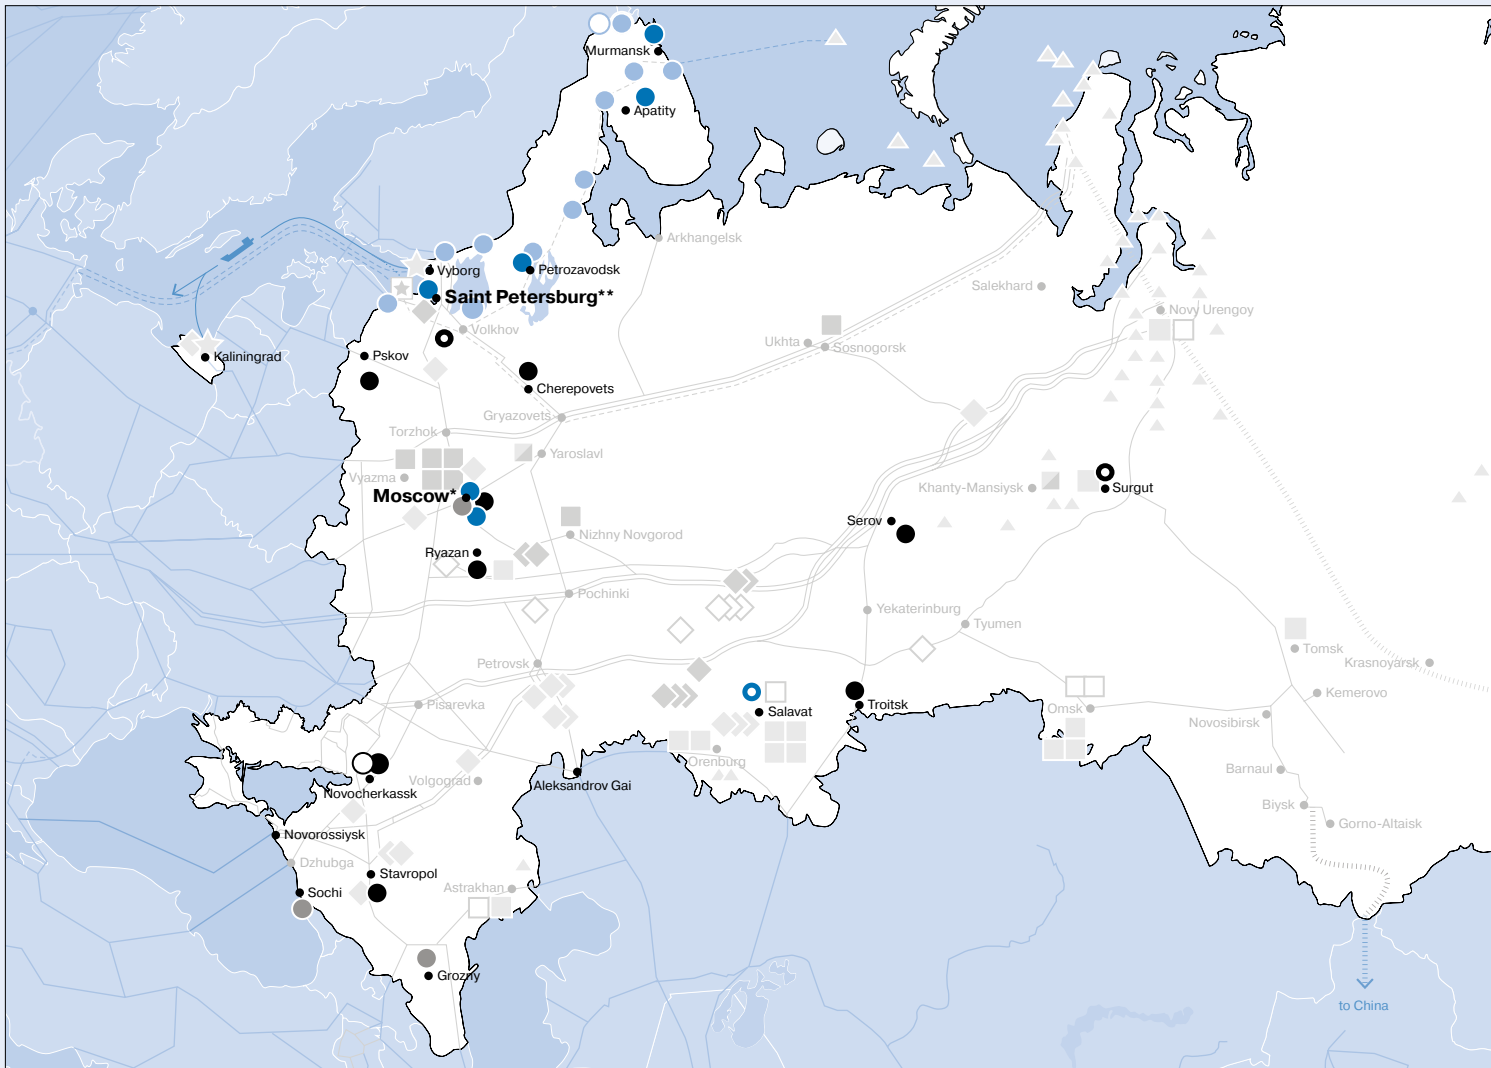 Murmansk
Apatity
Arkhangelsk
Vyborg
Petrozavodsk
Salekhard
Saint Petersburg**
Novy Urengoy
Volkhov
Ukhta
Sosnogorsk
Kaliningrad
Pskov
Cherepovets
Gryazovets
Torzhok
Yaroslavl
Vyazma
Khanty-Mansiysk
Surgut
Moscow*
Serov
Nizhny Novgorod
Ryazan
Pochinki
Yekaterinburg
Tyumen
Tomsk
Petrovsk
Krasnoyarsk
Kemerovo
Pisarevka
Salavat
Troitsk
Omsk
Novosibirsk
Orenburg
Barnaul
Volgograd
Aleksandrov Gai
Novocherkassk
Biysk
Gorno-Altaisk
Novorossiysk
Dzhubga
Stavropol
Astrakhan
Sochi
Grozny
to China